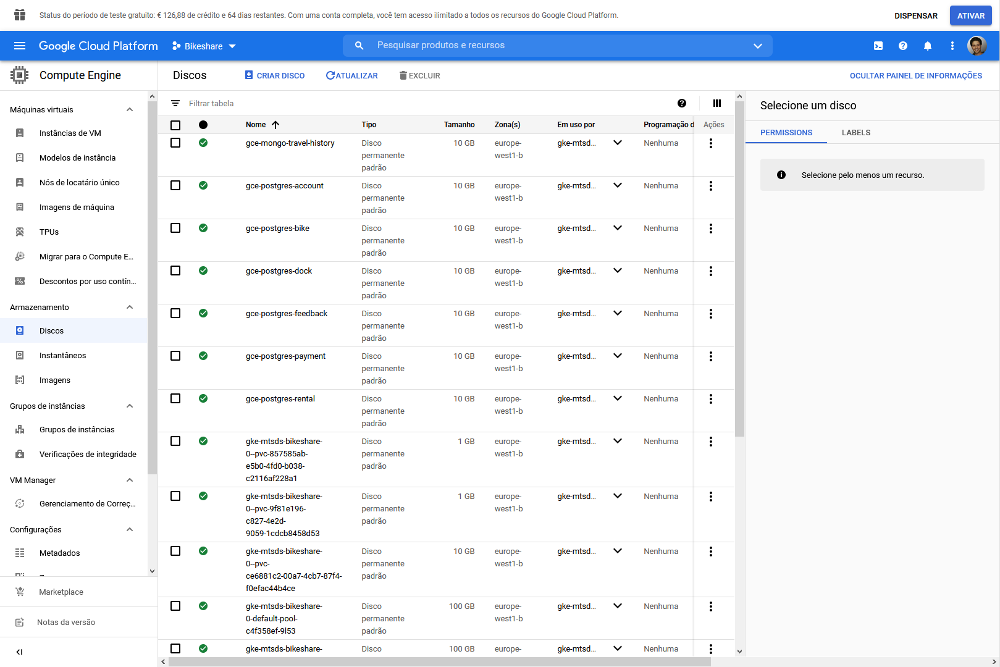 Status do período de teste gratuito: € 126,88 de crédito e 64 dias restantes. Com uma conta completa, você tem acesso ilimitado a todos os recursos do Google Cloud Platform.
DISPENSAR
ATIVAR
Google Cloud Platform
Bikeshare
Pesquisar produtos e recursos
Compute Engine
Discos
CRIAR DISCO
ATUALIZAR
EXCLUIR
OCULTAR PAINEL DE INFORMAÇÕES
Máquinas virtuais
Instâncias de VM
Modelos de instância
Nós de locatário único
Imagens de máquina
TPUs
Migrar para o Compute E...
Descontos por uso contín...
Armazenamento
Discos
Instantâneos
Imagens
Grupos de instâncias
Grupos de instâncias
Verificações de integridade
VM Manager
Gerenciamento de Correç...
Configurações
Metadados
Marketplace
Notas da versão
Filtrar tabela
Nome Tipo Tamanho Zona(s) Em uso por Programação d Ações
gce-mongo-travel-history Disco 10 GB europe- gke-mtsd... Nenhuma
permanente west1-b
padrão
gce-postgres-account Disco 10 GB europe- gke-mtsd... Nenhuma
permanente west1-b
padrão
gce-postgres-bike Disco 10 GB europe- gke-mtsd... Nenhuma
permanente west1-b
padrão
gce-postgres-dock Disco 10 GB europe- gke-mtsd... Nenhuma
permanente west1-b
padrão
gce-postgres-feedback Disco 10 GB europe- gke-mtsd... Nenhuma
permanente west1-b
padrão
gce-postgres-payment Disco 10 GB europe- gke-mtsd... Nenhuma
permanente west1-b
padrão
gce-postgres-rental Disco 10 GB europe- gke-mtsd... Nenhuma
permanente west1-b
padrão
gke-mtsds-bikeshare- Disco 1 GB europe- gke-mtsd... Nenhuma
0--pvc-857585ab- permanente west1-b
e5b0-4fd0-b038- padrão
c2116af228a1
gke-mtsds-bikeshare- Disco 1 GB europe- gke-mtsd... Nenhuma
0--pvc-9f81e196- permanente west1-b
c827-4e2d- padrão
9059-1cdcb8458d53
gke-mtsds-bikeshare- Disco 10 GB europe- gke-mtsd... Nenhuma
0--pvc- permanente west1-b
ce6881c2-00a7-4cb7-87f4- padrão
f0efac44b4ce
gke-mtsds-bikeshare- Disco 100 GB europe- gke-mtsd... Nenhuma
0-default-pool- permanente west1-b
c4f358ef-9l53 padrão
gke-mtsds-bikeshare- Disco 100 GB europe- gke-mtsd... Nenhuma
Selecione um disco
PERMISSIONS LABELS
Selecione pelo menos um recurso.